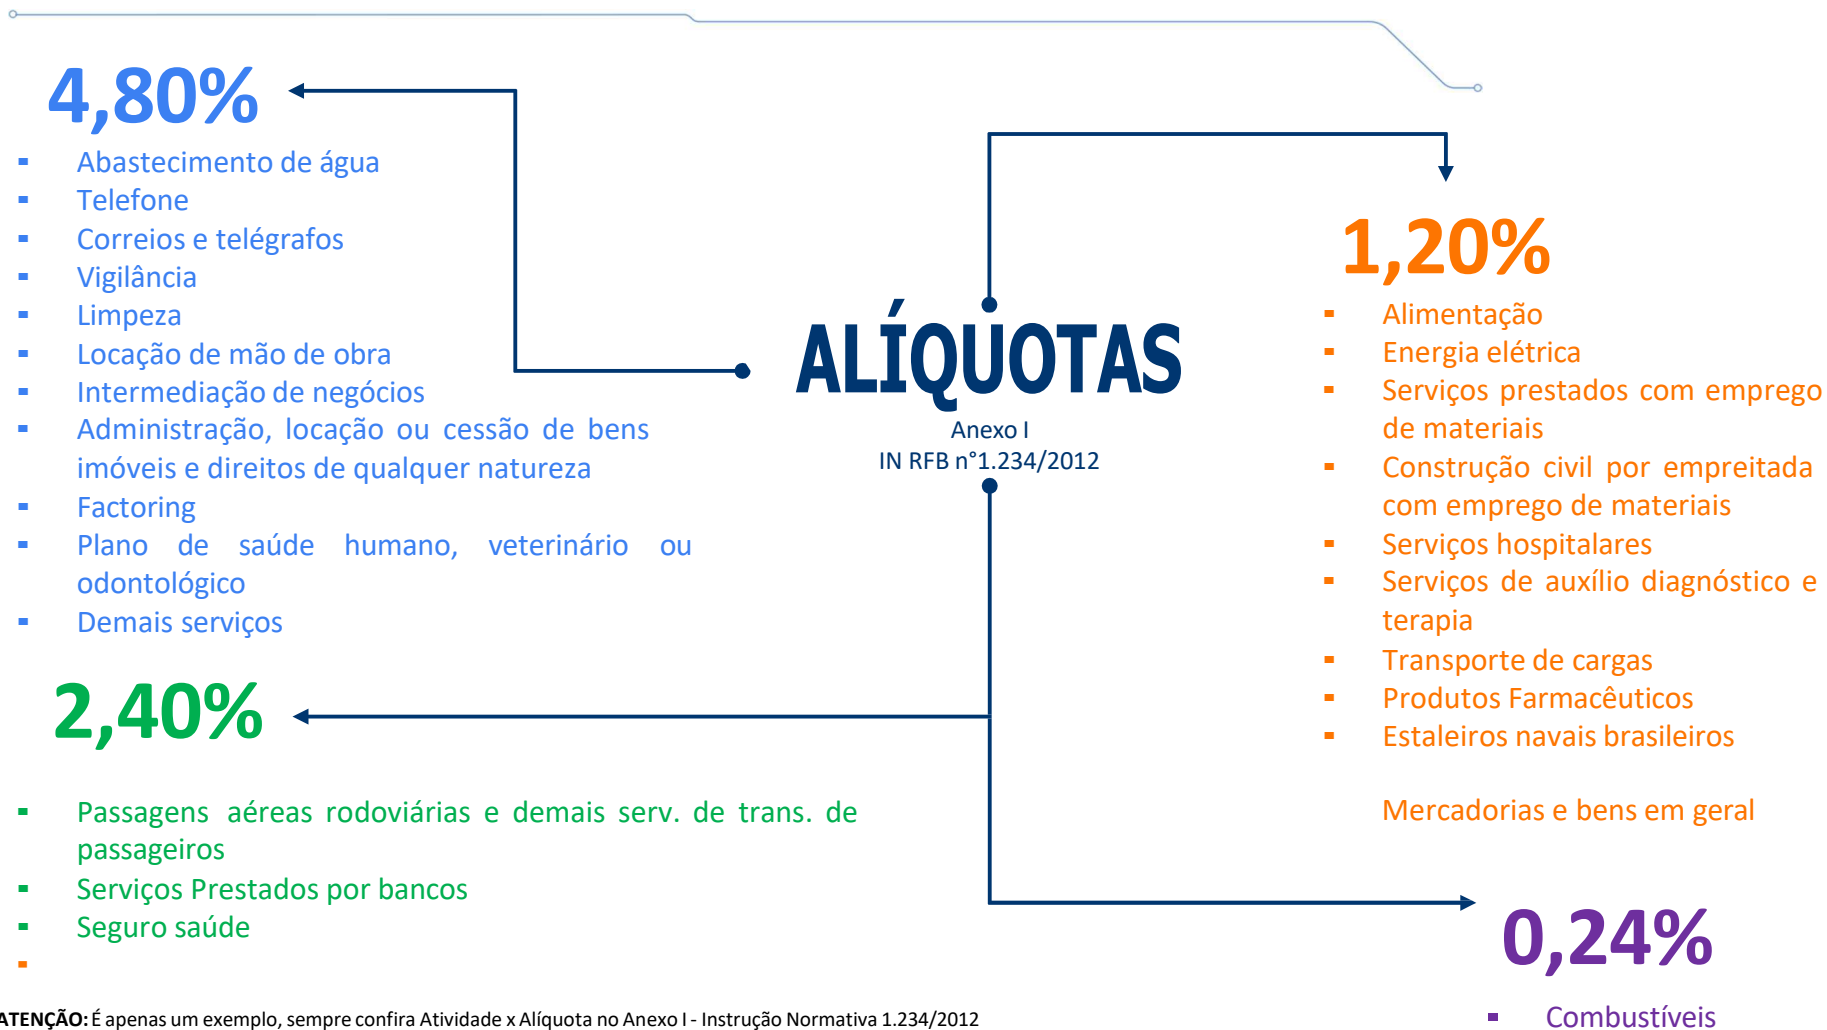 4,80%
Abastecimento de água
Telefone
Correios e telégrafos
Vigilância
Limpeza
Locação de mão de obra
Intermediação de negócios
Administração, locação ou cessão de bens
imóveis e direitos de qualquer natureza
Factoring
Plano de saúde humano, veterinário ou
odontológico
Demais serviços
2,40%
Passagens aéreas rodoviárias e demais serv. de trans. de
passageiros
Serviços Prestados por bancos
Seguro saúde
ALÍQUOTAS
Anexo I
IN RFB n°1.234/2012
1,20%
Alimentação
Energia elétrica
Serviços prestados com emprego
de materiais
Construção civil por empreitada
com emprego de materiais
Serviços hospitalares
Serviços de auxílio diagnóstico e
terapia
Transporte de cargas
Produtos Farmacêuticos
Estaleiros navais brasileiros
Mercadorias e bens em geral
0,24%
Combustíveis
ATENÇÃO: É apenas um exemplo, sempre confira Atividade x Alíquota no Anexo I - Instrução Normativa 1.234/2012